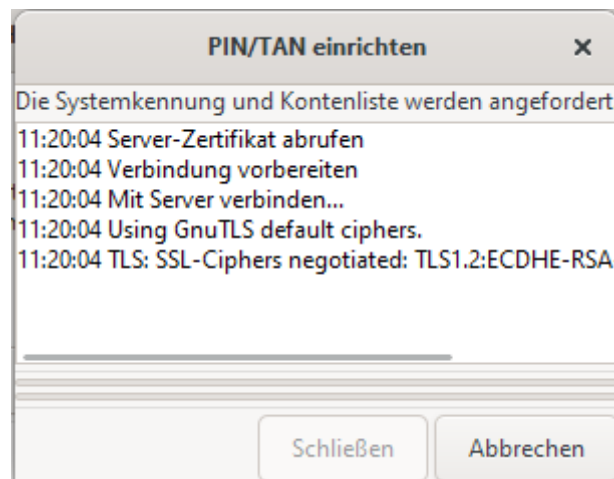 PIN/TAN einrichten
Die Systemkennung und Kontenliste werden angefordert
11:20:04 Server-Zertifikat abrufen
11:20:04 Verbindung vorbereiten
11:20:04 Mit Server verbinden...
11:20:04 Using GnuTLS default ciphers.
11:20:04 TLS: SSL-Ciphers negotiated: TLS1.2:ECDHE-RSA
Schließen Abbrechen